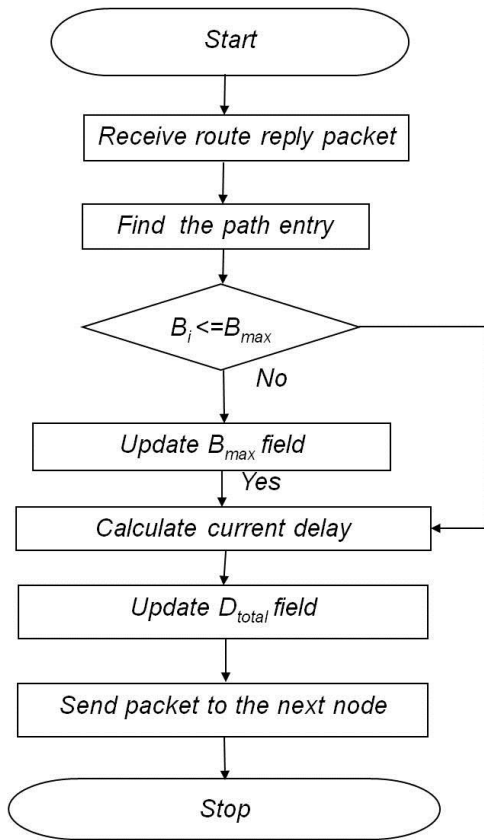 Start
Receive route reply packet
Find the path entry
B_i <=B_max
No
Update B_max field
Yes
Calculate current delay
Update D_total field
Send packet to the next node
Stop